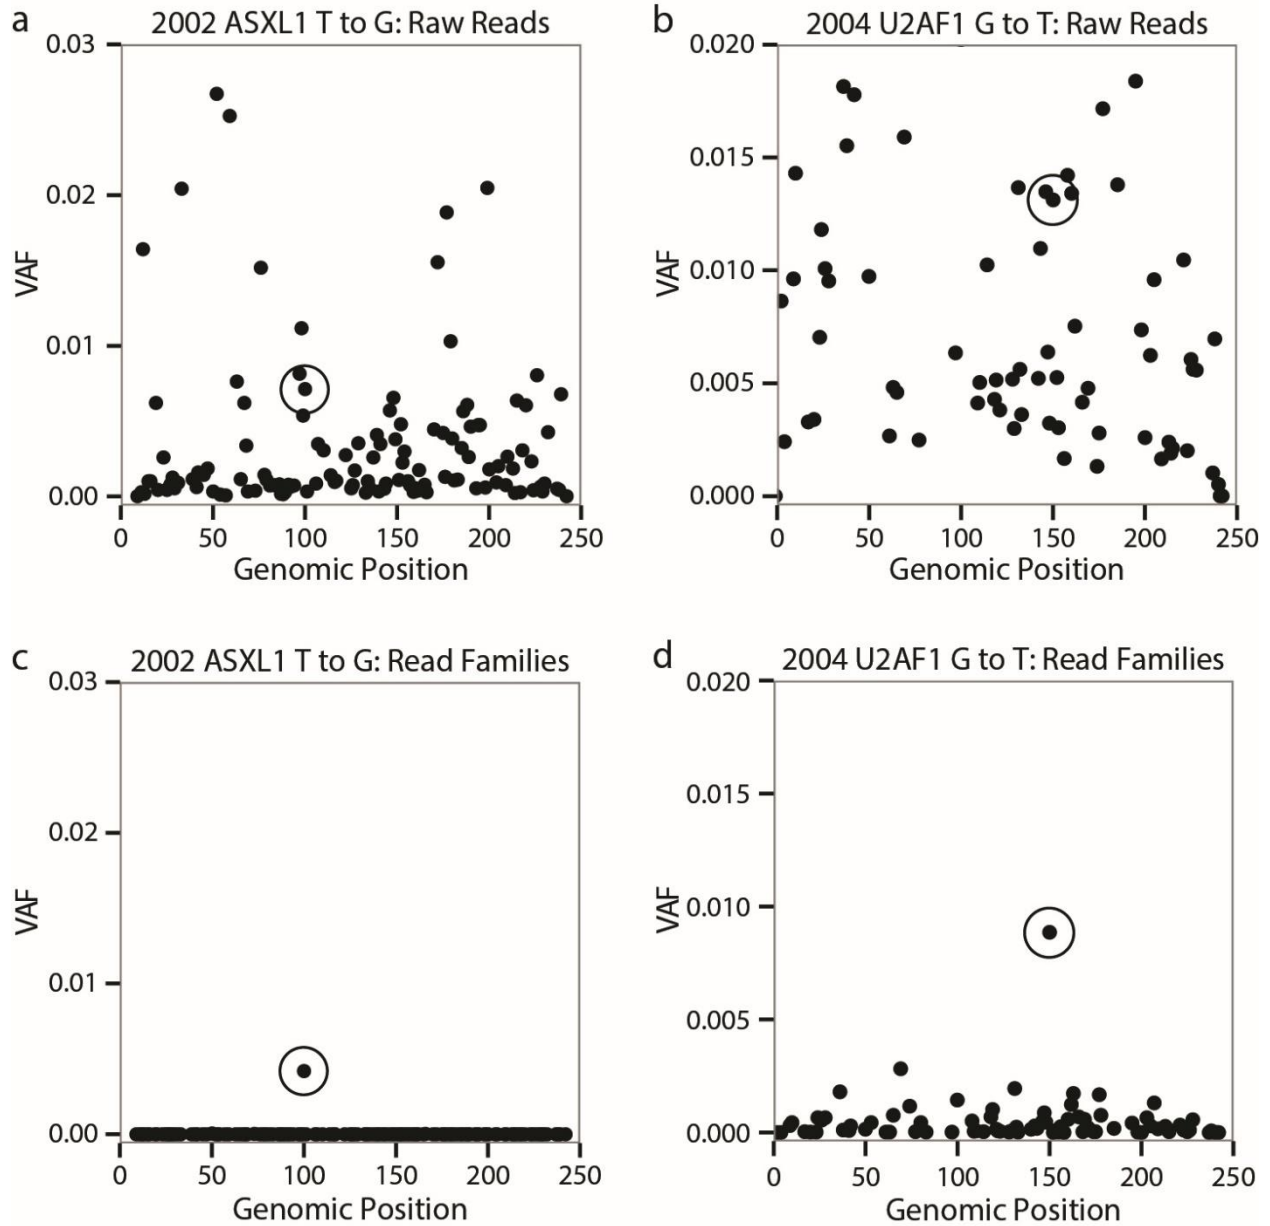 a
2002 ASXL1 T to G: Raw Reads
0.03
0.02
0.01
0.00
VAF
0 50 100 150 200 250
Genomic Position
b
2004 U2AF1 G to T: Raw Reads
0.020
0.015
0.010
0.005
0.000
VAF
0 50 100 150 200 250
Genomic Position
c
2002 ASXL1 T to G: Read Families
0.03
0.02
0.01
0.00
VAF
0 50 100 150 200 250
Genomic Position
d
2004 U2AF1 G to T: Read Families
0.020
0.015
0.010
0.005
0.000
VAF
0 50 100 150 200 250
Genomic Position